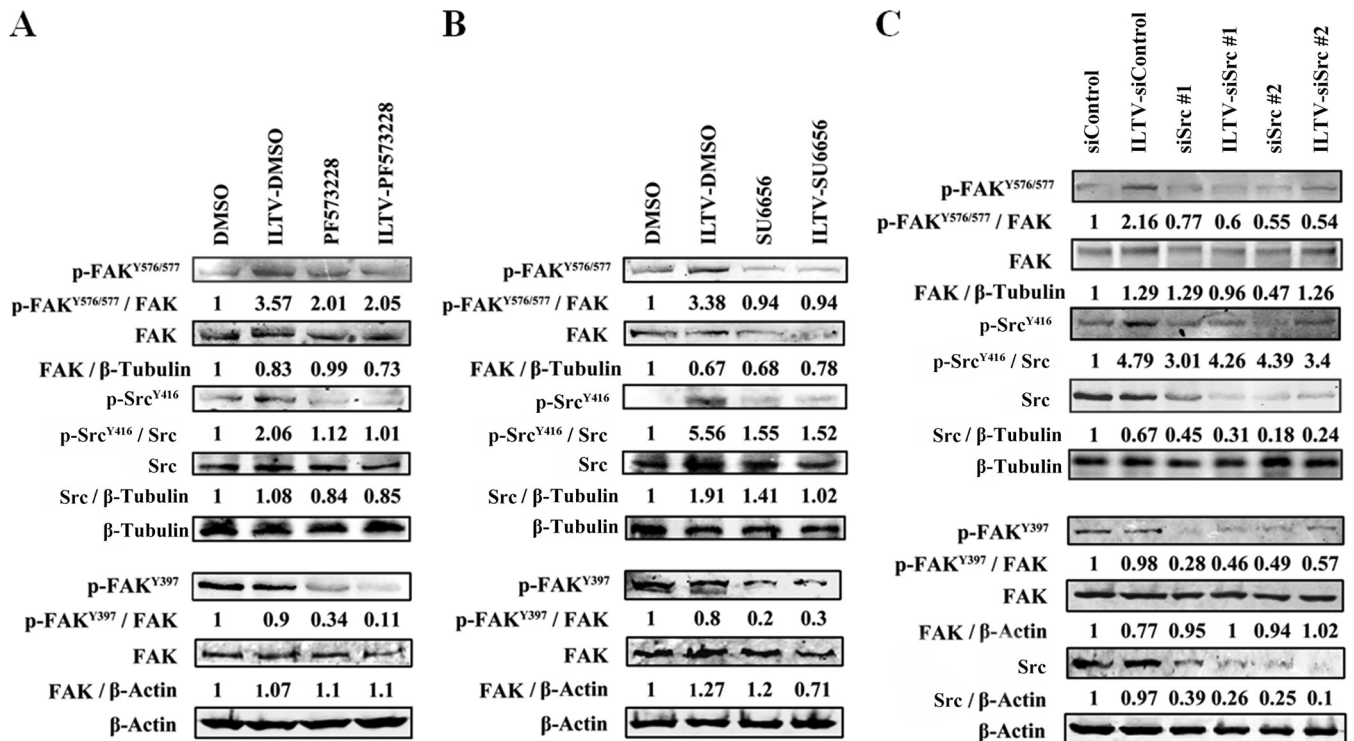 A
DMSO
ILTV-DMSO
PF573228
ILTV-PF573228
p-FAKY576/577
p-FAKY576/577 / FAK 1 3.57 2.01 2.05
FAK
FAK / β-Tubulin 1 0.83 0.99 0.73
p-SrcY416
p-SrcY416 / Src 1 2.06 1.12 1.01
Src
Src / β-Tubulin 1 1.08 0.84 0.85
β-Tubulin
p-FAKY397
p-FAKY397 / FAK 1 0.9 0.34 0.11
FAK
FAK / β-Actin 1 1.07 1.1 1.1
β-Actin
B
DMSO
ILTV-DMSO
SU6656
ILTV-SU6656
p-FAKY576/577
p-FAKY576/577 / FAK 1 3.38 0.94 0.94
FAK
FAK / β-Tubulin 1 0.67 0.68 0.78
p-SrcY416
p-SrcY416 / Src 1 5.56 1.55 1.52
Src
Src / β-Tubulin 1 1.91 1.41 1.02
β-Tubulin
p-FAKY397
p-FAKY397 / FAK 1 0.8 0.2 0.3
FAK
FAK / β-Actin 1 1.27 1.2 0.71
β-Actin
C
siControl
ILTV-siControl
siSrc #1
ILTV-siSrc #1
siSrc #2
ILTV-siSrc #2
p-FAKY576/577
p-FAKY576/577 / FAK 1 2.16 0.77 0.6 0.55 0.54
FAK
FAK / β-Tubulin 1 1.29 1.29 0.96 0.47 1.26
p-SrcY416
p-SrcY416 / Src 1 4.79 3.01 4.26 4.39 3.4
Src
Src / β-Tubulin 1 0.67 0.45 0.31 0.18 0.24
β-Tubulin
p-FAKY397
p-FAKY397 / FAK 1 0.98 0.28 0.46 0.49 0.57
FAK
FAK / β-Actin 1 0.77 0.95 1 0.94 1.02
Src
Src / β-Actin 1 0.97 0.39 0.26 0.25 0.1
β-Actin